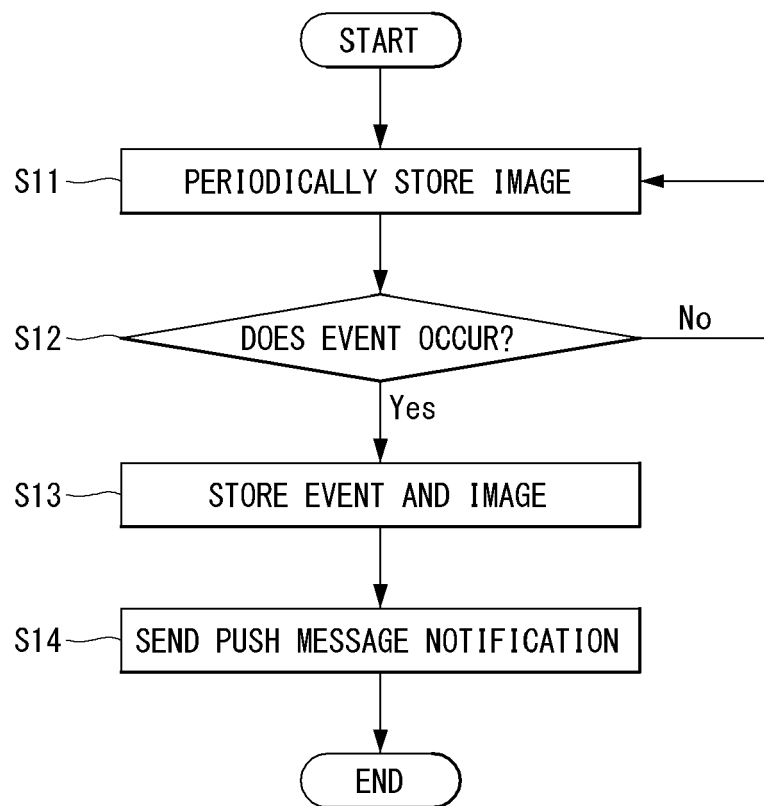 START
S11
PERIODICALLY STORE IMAGE
S12
DOES EVENT OCCUR?
No
Yes
S13
STORE EVENT AND IMAGE
S14
SEND PUSH MESSAGE NOTIFICATION
END